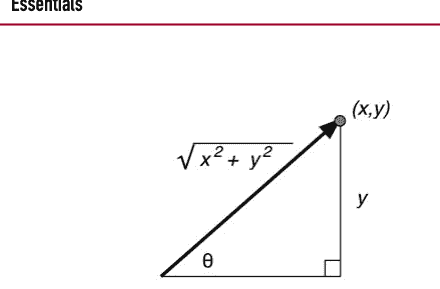 Essentials
(x,y)
√x² + y²
y
θ